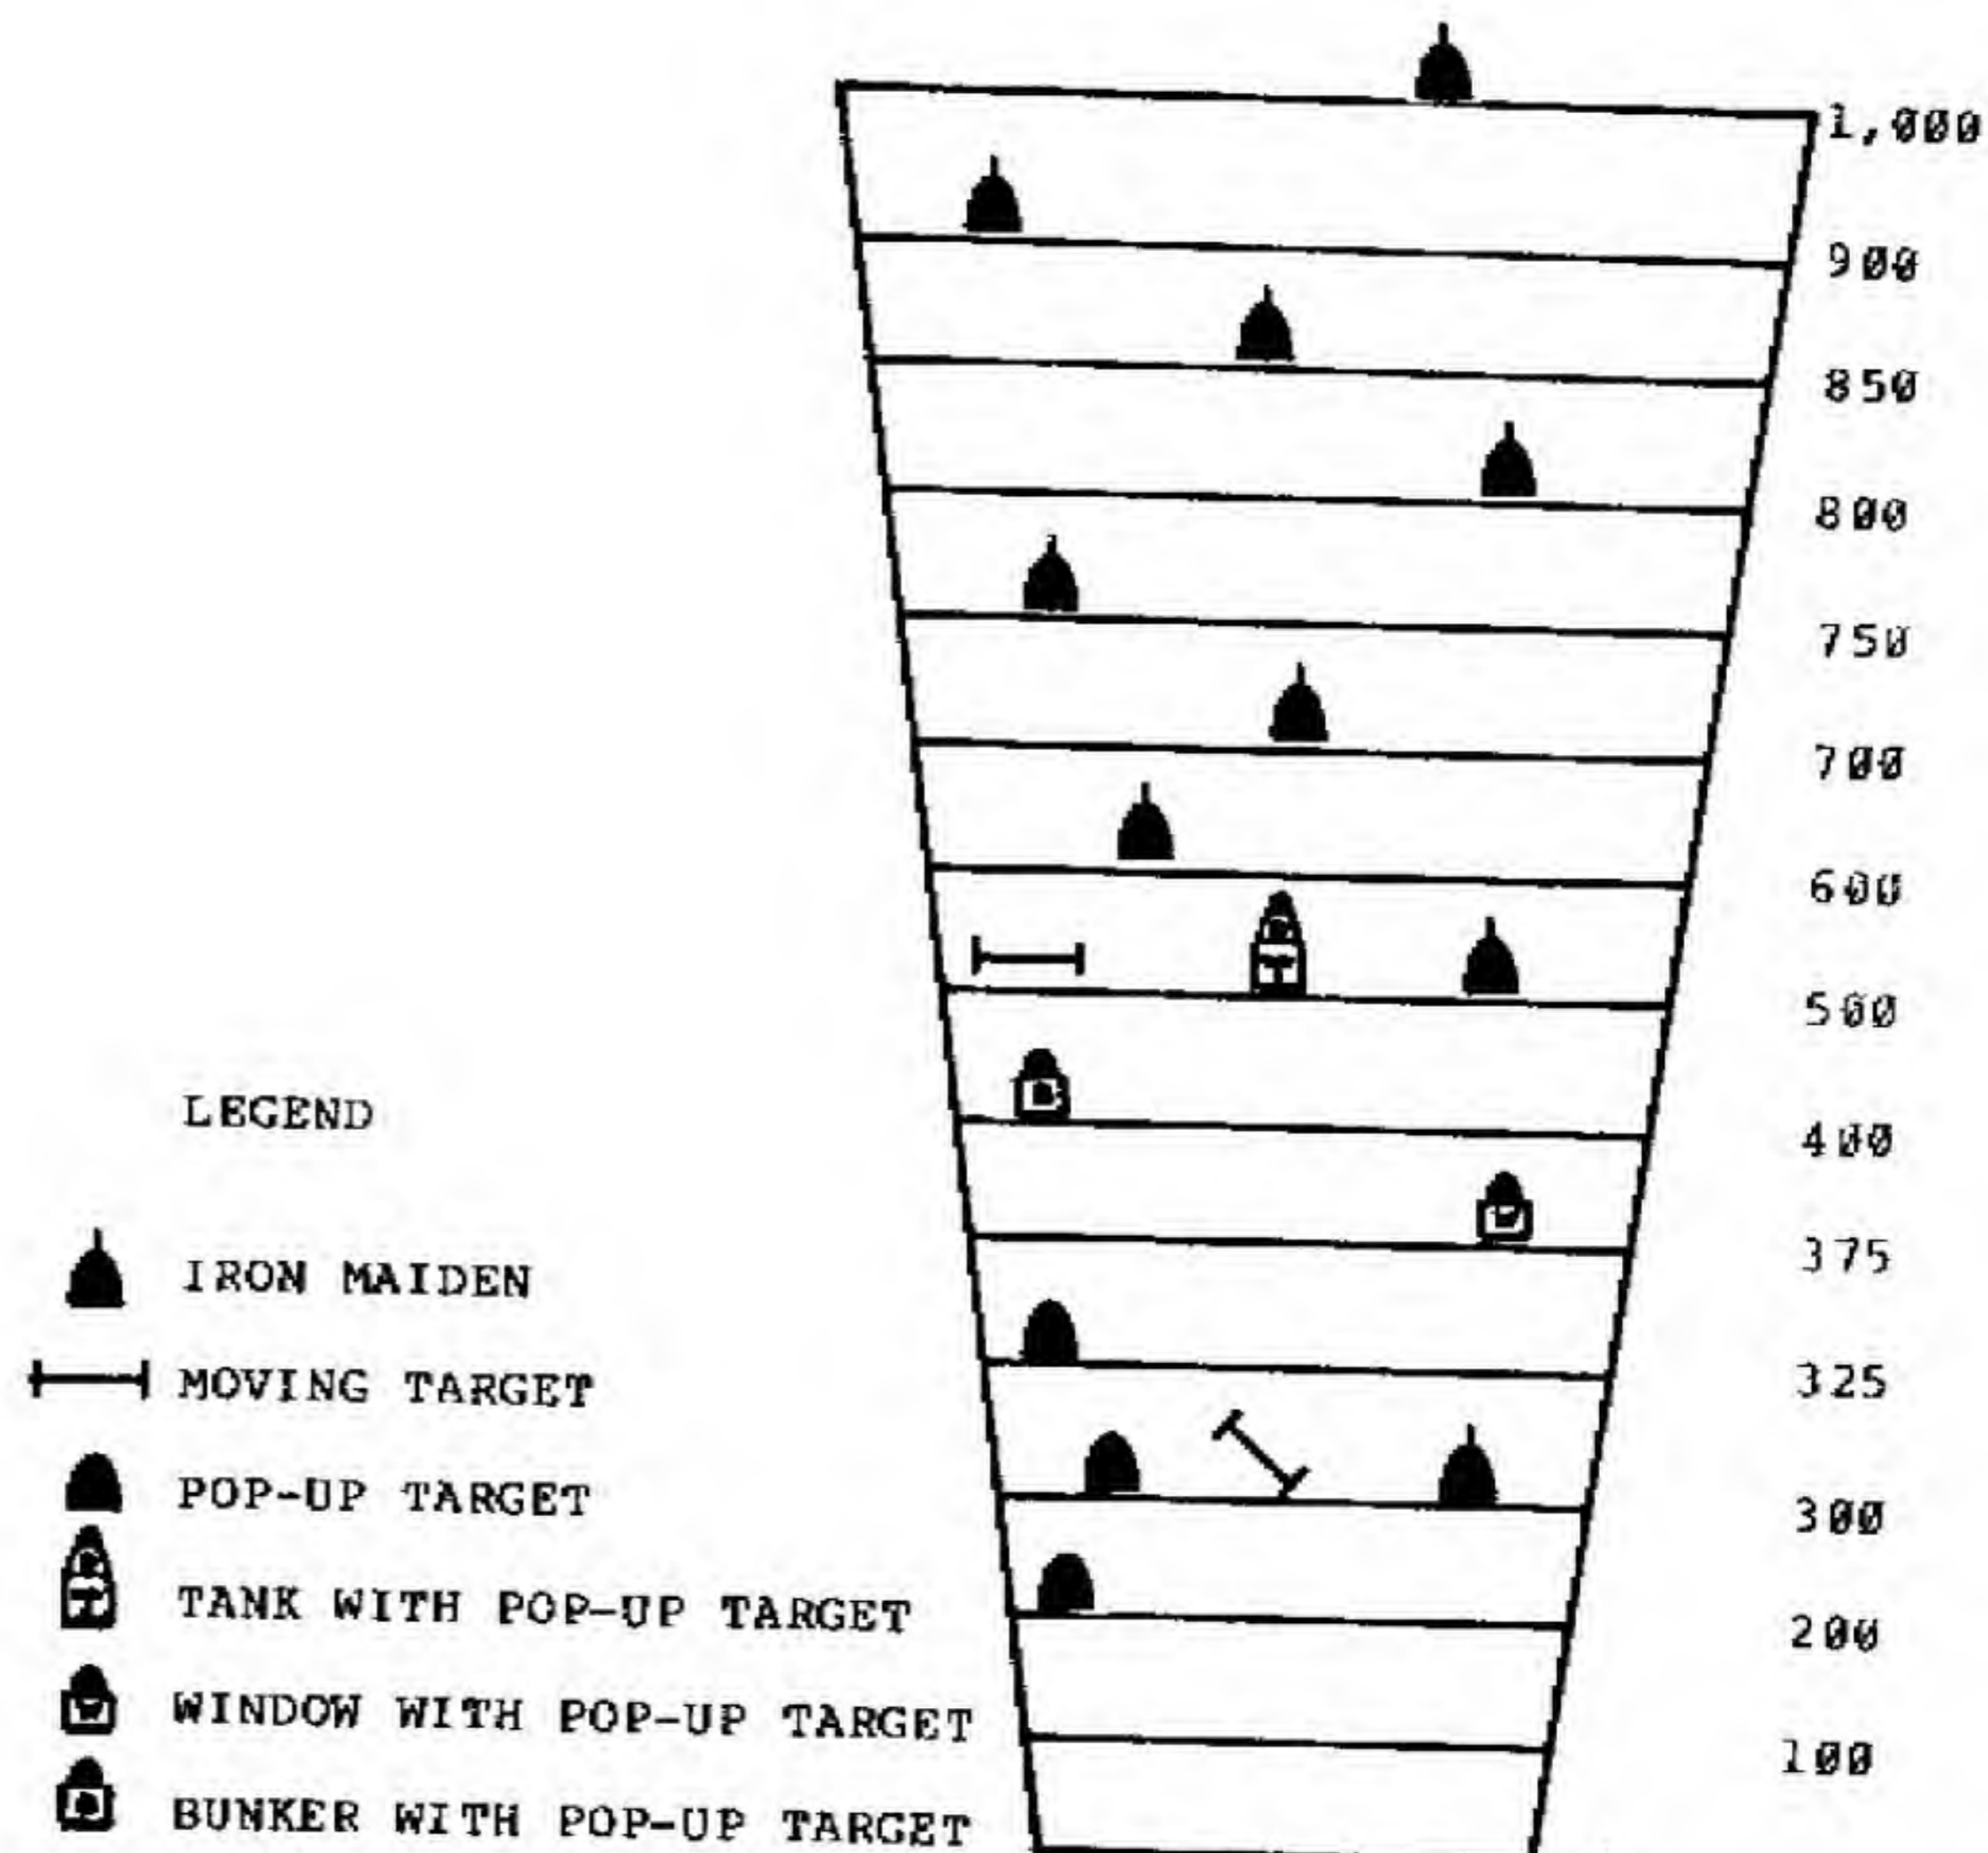 1,000
900
850
800
750
700
600
500
400
375
325
300
200
100
LEGEND
IRON MAIDEN
MOVING TARGET
POP-UP TARGET
TANK WITH POP-UP TARGET
WINDOW WITH POP-UP TARGET
BUNKER WITH POP-UP TARGET